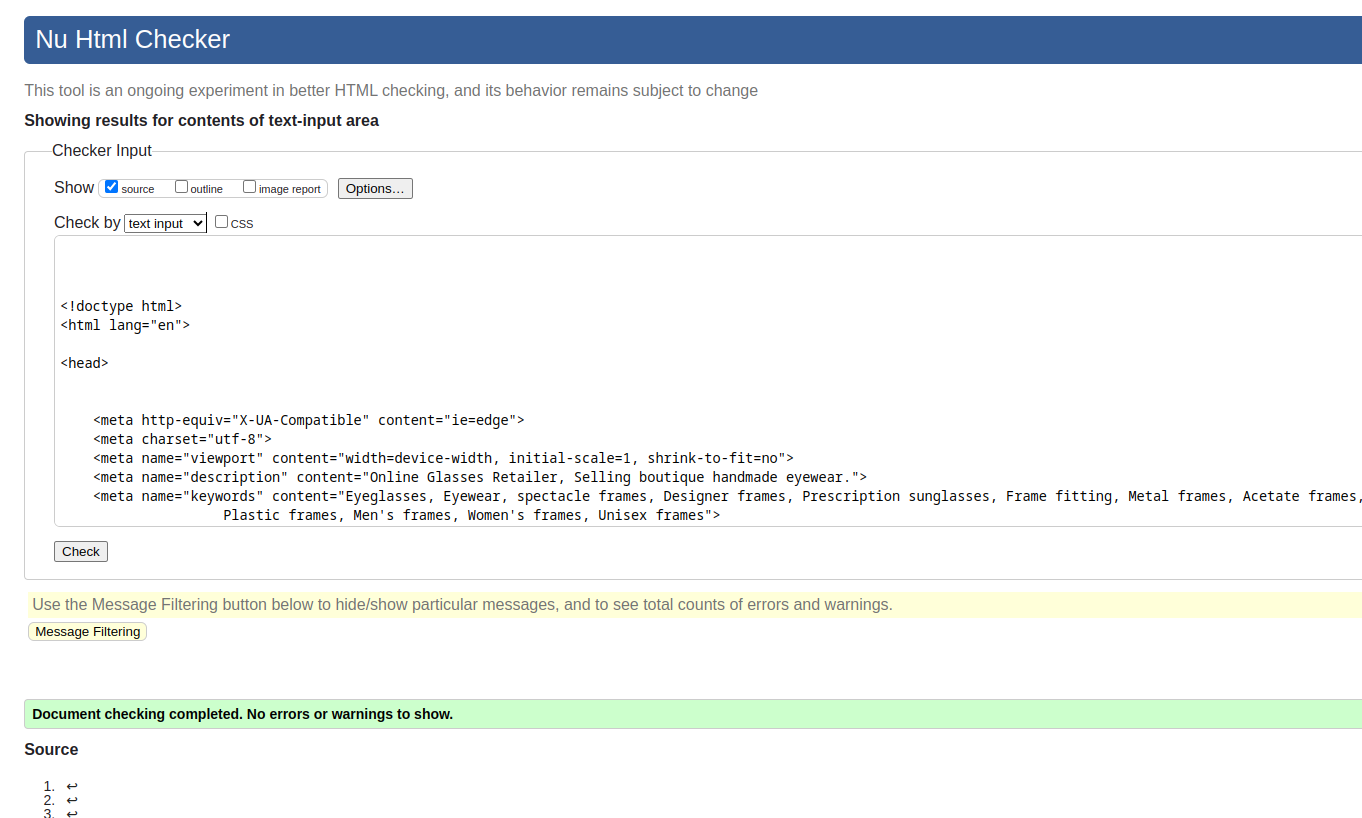 Nu Html Checker
This tool is an ongoing experiment in better HTML checking, and its behavior remains subject to change
Showing results for contents of text-input area
Checker Input
Show source outline image report Options…
Check by text input CSS
<!doctype html>
<html lang="en">
<head>
<meta http-equiv="X-UA-Compatible" content="ie=edge">
<meta charset="utf-8">
<meta name="viewport" content="width=device-width, initial-scale=1, shrink-to-fit=no">
<meta name="description" content="Online Glasses Retailer, Selling boutique handmade eyewear.">
<meta name="keywords" content="Eyeglasses, Eyewear, spectacle frames, Designer frames, Prescription sunglasses, Frame fitting, Metal frames, Acetate frames,
Plastic frames, Men's frames, Women's frames, Unisex frames">
Check
Use the Message Filtering button below to hide/show particular messages, and to see total counts of errors and warnings.
Message Filtering
Document checking completed. No errors or warnings to show.
Source
1. ↩
2. ↩
3. ↩